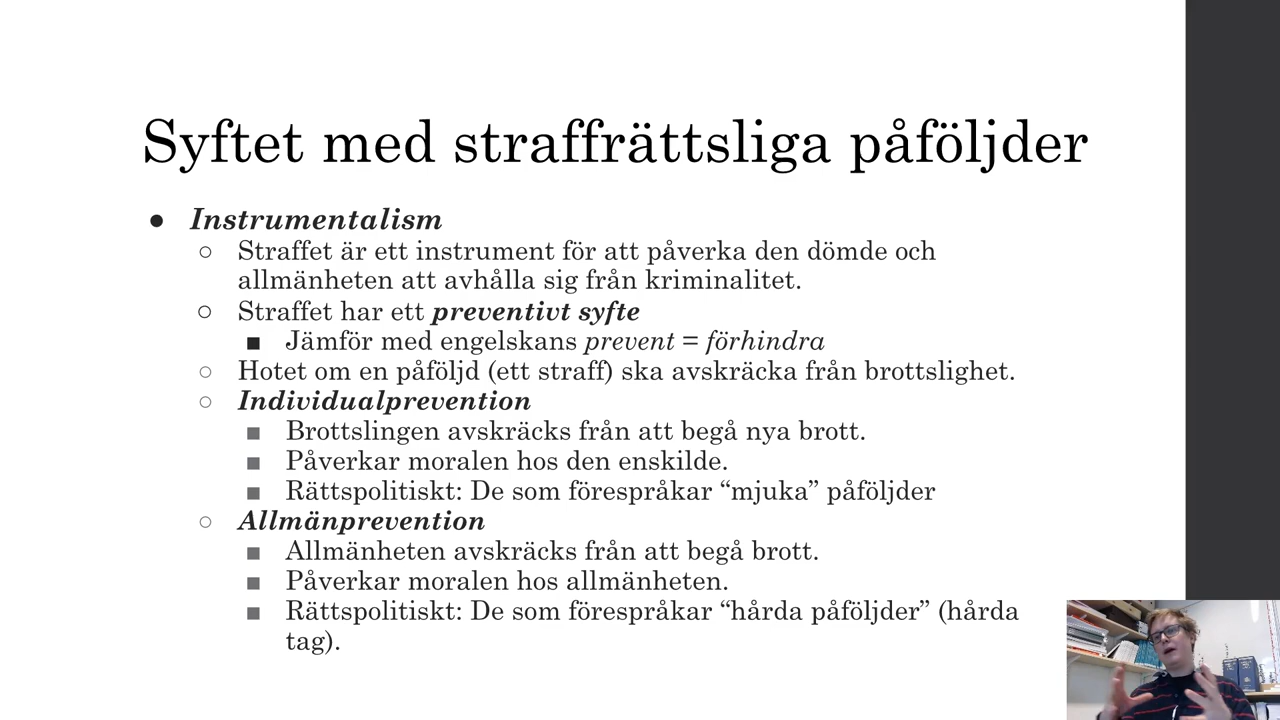 Syftet med straffrättsliga påföljder
● Instrumentalism
○ Straffet är ett instrument för att påverka den dömde och
allmänheten att avhålla sig från kriminalitet.
○ Straffet har ett preventivt syfte
■ Jämför med engelskans prevent = förhindra
○ Hotet om en påföljd (ett straff) ska avskräcka från brottslighet.
○ Individualprevention
■ Brottslingen avskräcks från att begå nya brott.
■ Påverkar moralen hos den enskilde.
■ Rättspolitiskt: De som förespråkar “mjuka” påföljder
○ Allmänprevention
■ Allmänheten avskräcks från att begå brott.
■ Påverkar moralen hos allmänheten.
■ Rättspolitiskt: De som förespråkar “hårda påföljder” (hårda
tag).